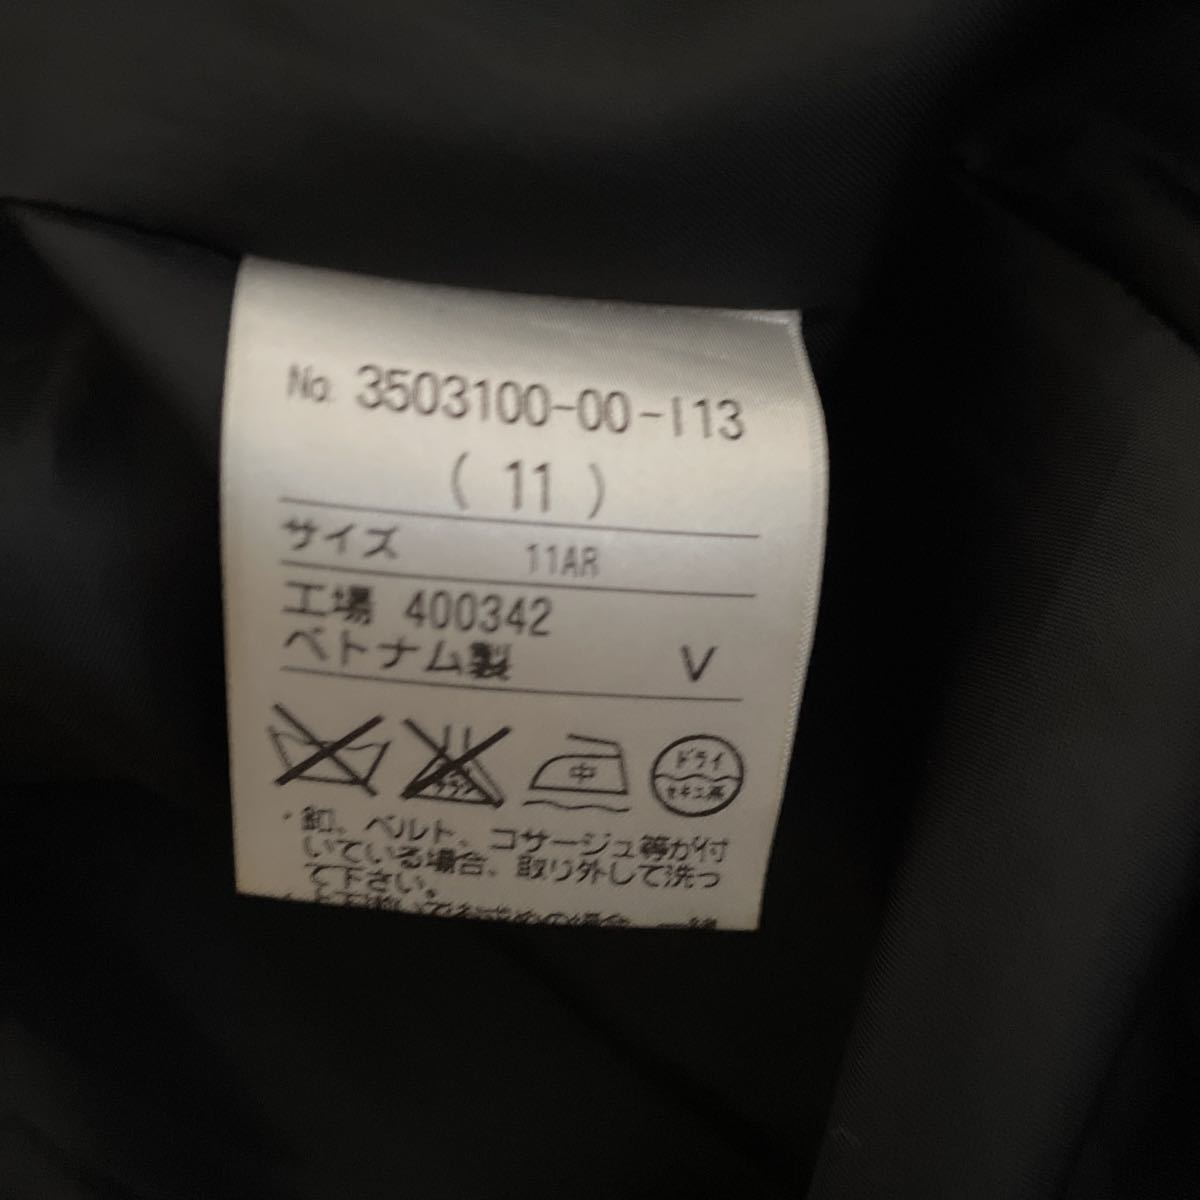 No. 3503100-00-I13
( 11 )
サイズ 11AR
工場 400342
ベトナム製 V
中
ドライ
セキユ系
・釦、ベルト、コサージュ等が付
いている場合、取り外して洗っ
て下さい。